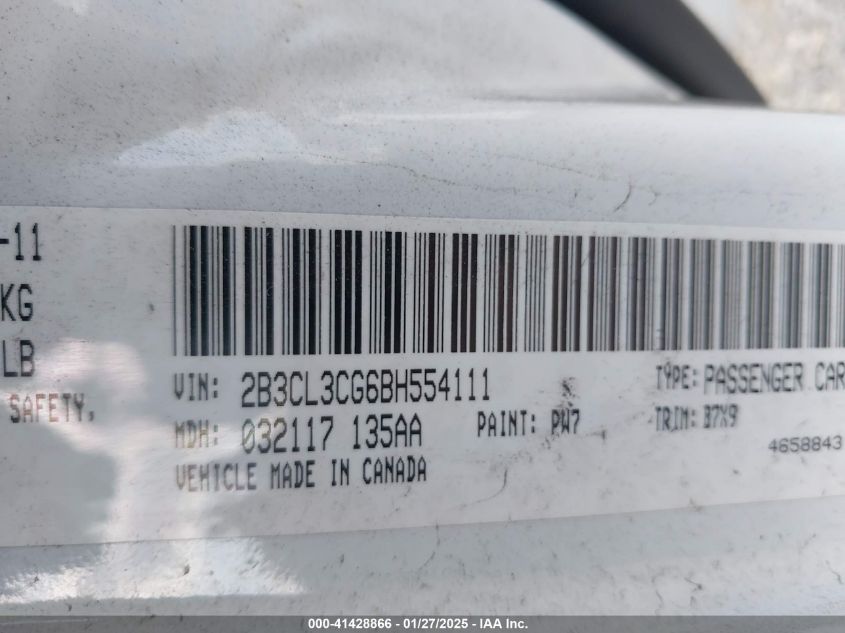 -11
KG
LB
SAFETY,
VIN: 2B3CL3CG6BH554111 TYPE: PASSENGER CAR
MDH: 032117 135AA PAINT: PW7 TRIM: B7X9
VEHICLE MADE IN CANADA 4658843
000-41428866 - 01/27/2025 - IAA Inc.